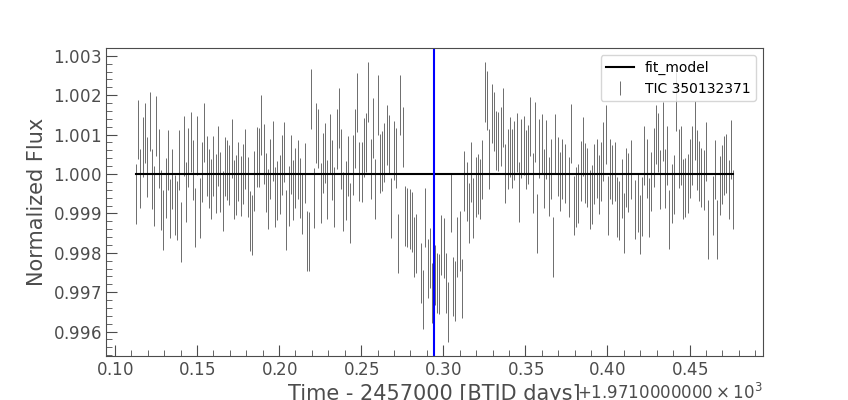 1.003
1.002
1.001
1.000
0.999
0.998
0.997
0.996
Normalized Flux
fit_model
TIC 350132371
0.10 0.15 0.20 0.25 0.30 0.35 0.40 0.45
Time - 2457000 [BTJD days]
+1.9710000000 × 10³